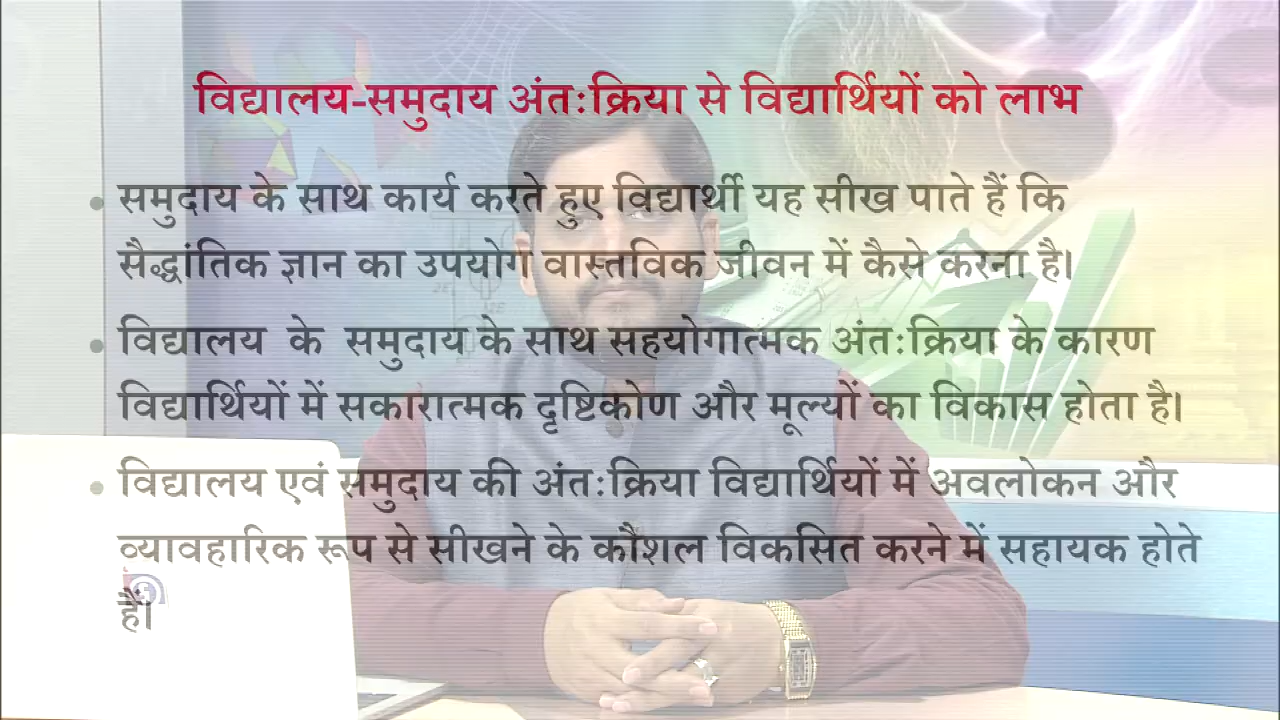 विद्यालय-समुदाय अंतःक्रिया से विद्यार्थियों को लाभ
• समुदाय के साथ कार्य करते हुए विद्यार्थी यह सीख पाते हैं कि
सैद्धांतिक ज्ञान का उपयोग वास्तविक जीवन में कैसे करना है।
• विद्यालय के समुदाय के साथ सहयोगात्मक अंतःक्रिया के कारण
विद्यार्थियों में सकारात्मक दृष्टिकोण और मूल्यों का विकास होता है।
• विद्यालय एवं समुदाय की अंतःक्रिया विद्यार्थियों में अवलोकन और
व्यावहारिक रूप से सीखने के कौशल विकसित करने में सहायक होते
हैं।